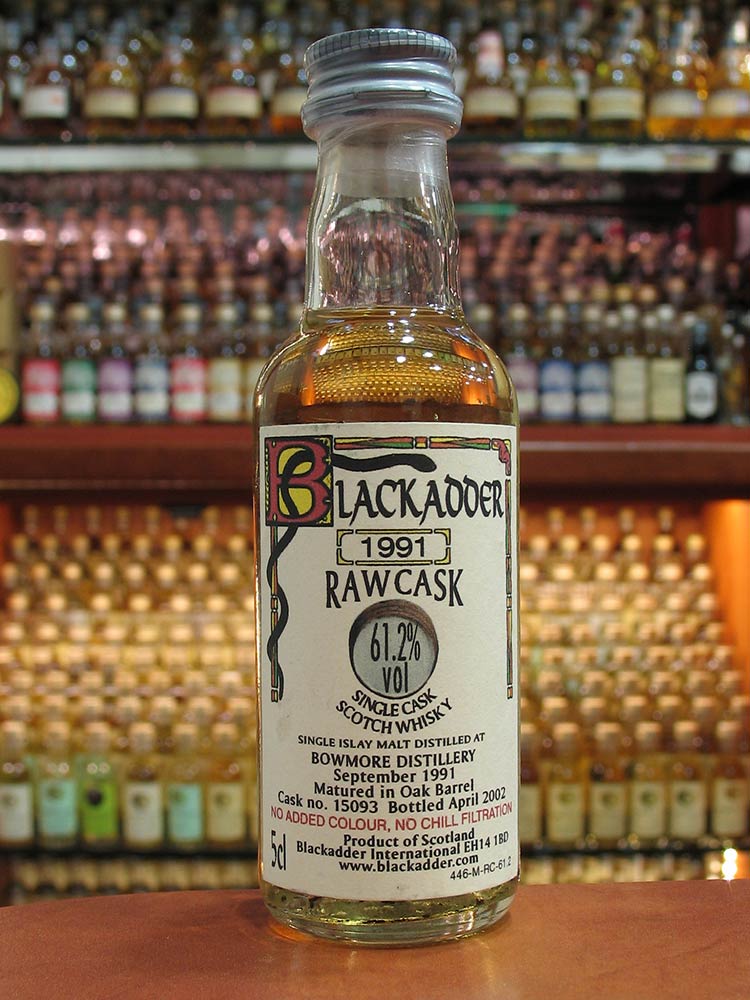 BLACKADDER
1991
RAW CASK
61.2%
vol
SINGLE CASK
SCOTCH WHISKY
SINGLE ISLAY MALT DISTILLED AT
BOWMORE DISTILLERY
September 1991
Matured in Oak Barrel
Cask no. 15093 Bottled April 2002
NO ADDED COLOUR, NO CHILL FILTRATION
5cl
Product of Scotland
Blackadder International EH14 1BD
www.blackadder.com
446-M-RC-61.2